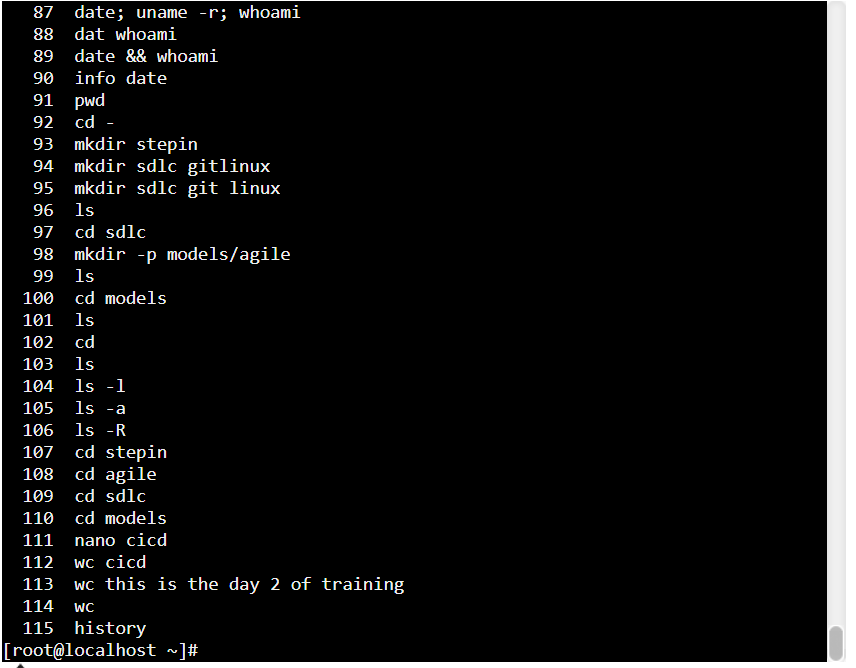 87 date; uname -r; whoami
88 dat whoami
89 date && whoami
90 info date
91 pwd
92 cd -
93 mkdir stepin
94 mkdir sdlc gitlinux
95 mkdir sdlc git linux
96 ls
97 cd sdlc
98 mkdir -p models/agile
99 ls
100 cd models
101 ls
102 cd
103 ls
104 ls -l
105 ls -a
106 ls -R
107 cd stepin
108 cd agile
109 cd sdlc
110 cd models
111 nano cicd
112 wc cicd
113 wc this is the day 2 of training
114 wc
115 history
[root@localhost ~]#